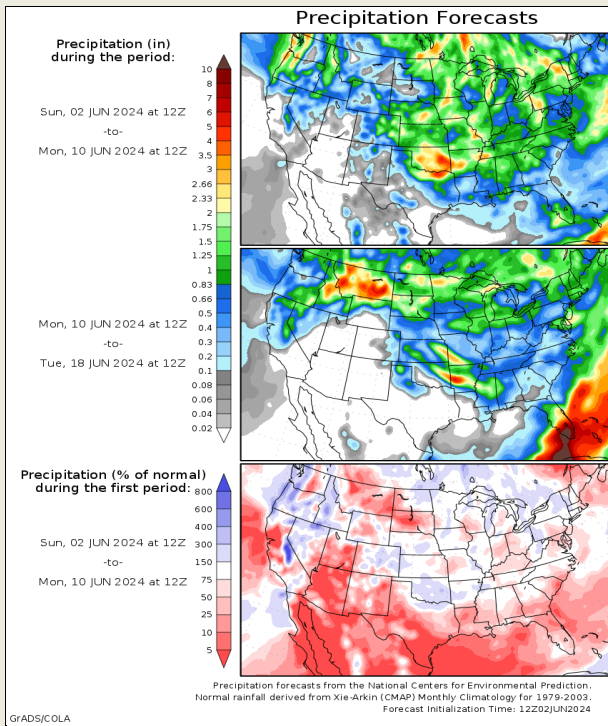 Precipitation Forecasts
Precipitation (in)
during the period:
Sun, 02 JUN 2024 at 12Z
-to-
Mon, 10 JUN 2024 at 12Z
10
8
7
6
5
4
3.5
3
2.66
2.33
2
1.75
1.5
1.25
1
0.83
0.66
0.5
0.4
0.3
0.2
0.1
0.08
0.06
0.04
0.02
Mon, 10 JUN 2024 at 12Z
-to-
Tue, 18 JUN 2024 at 12Z
Precipitation (% of normal)
during the first period:
Sun, 02 JUN 2024 at 12Z
-to-
Mon, 10 JUN 2024 at 12Z
800
600
400
300
150
75
50
25
10
5
Precipitation forecasts from the National Centers for Environmental Prediction.
Normal rainfall derived from Xie-Arkin (CMAP) Monthly Climatology for 1979-2003.
Forecast Initialization Time: 12Z02JUN2024
GrADS/COLA